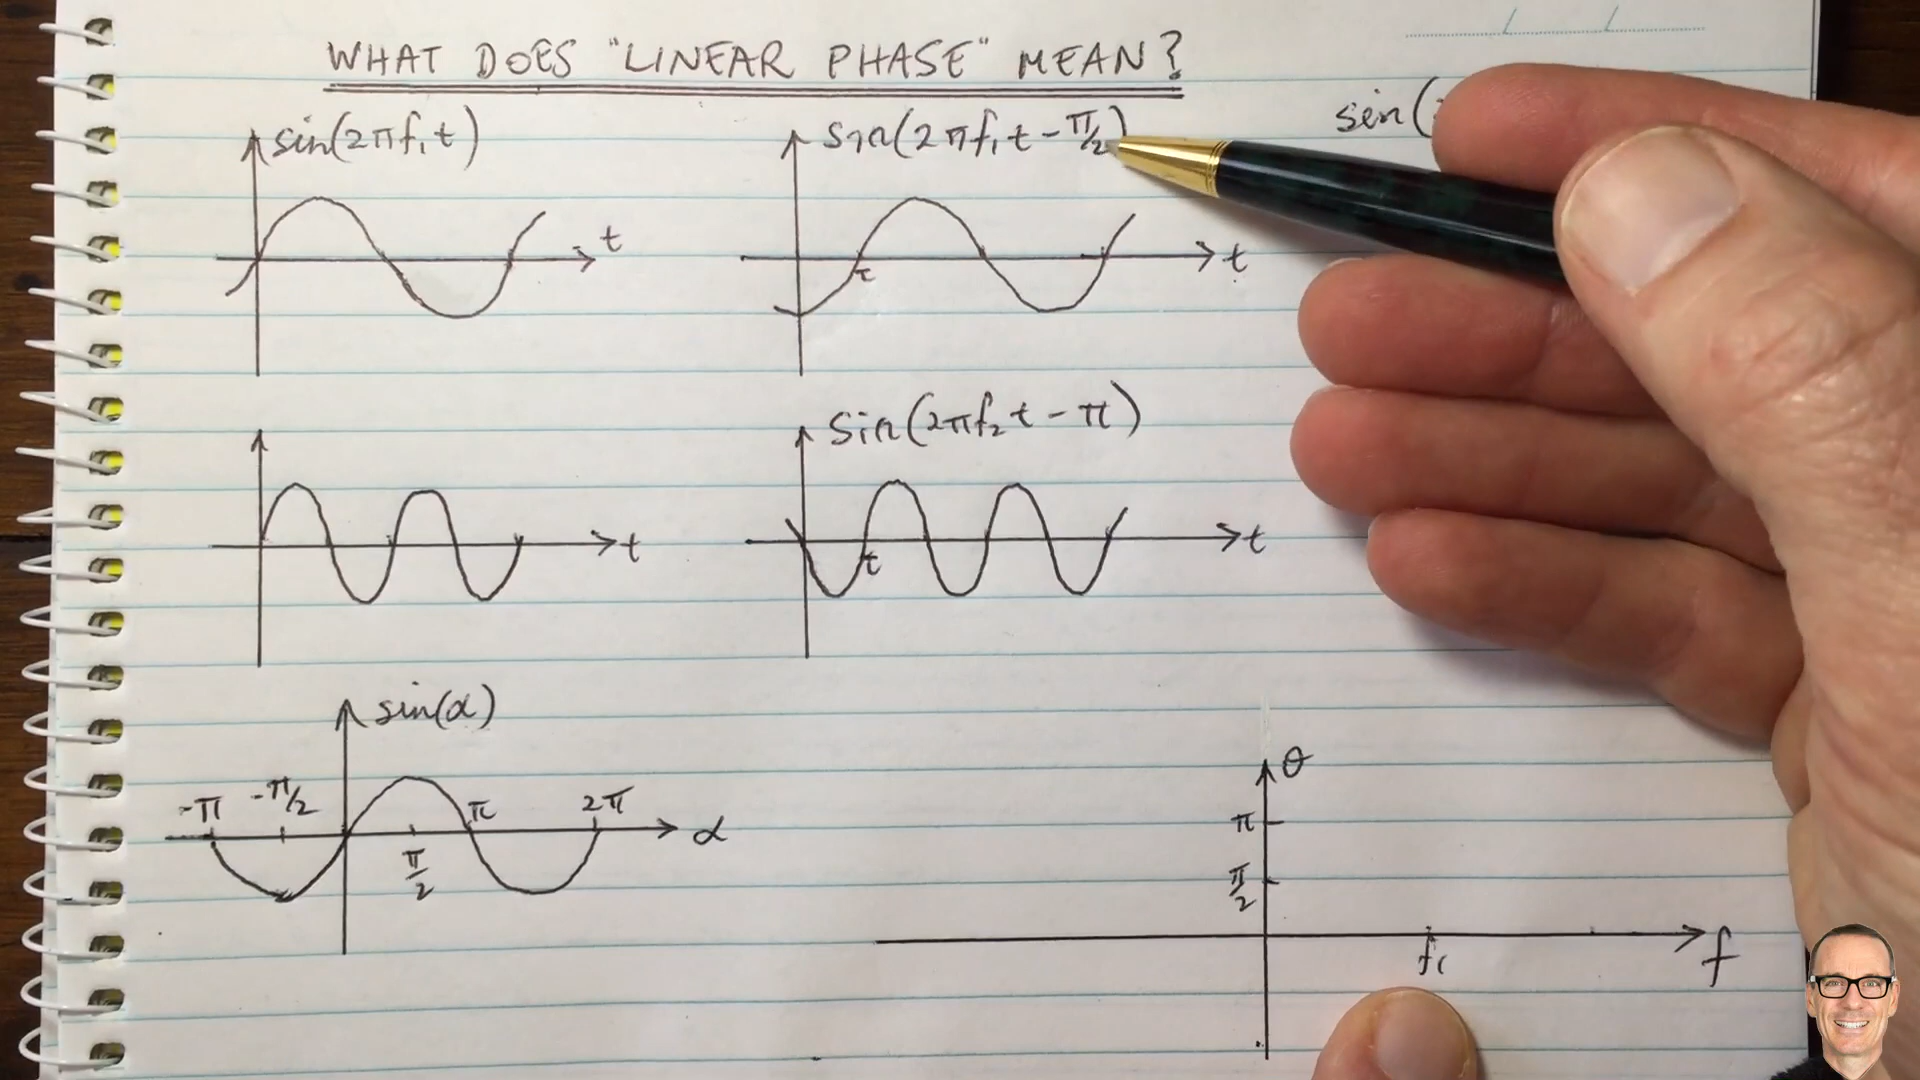 WHAT DOES "LINEAR PHASE" MEAN?
sin(2πf₁t)
sin(2πf₁t - π/2)
sin(
t
τ
t
sin(2πf₂t - π)
t
τ
t
sin(α)
-π
-π/2
π/2
π
2π
α
θ
π
π/2
f₁
f